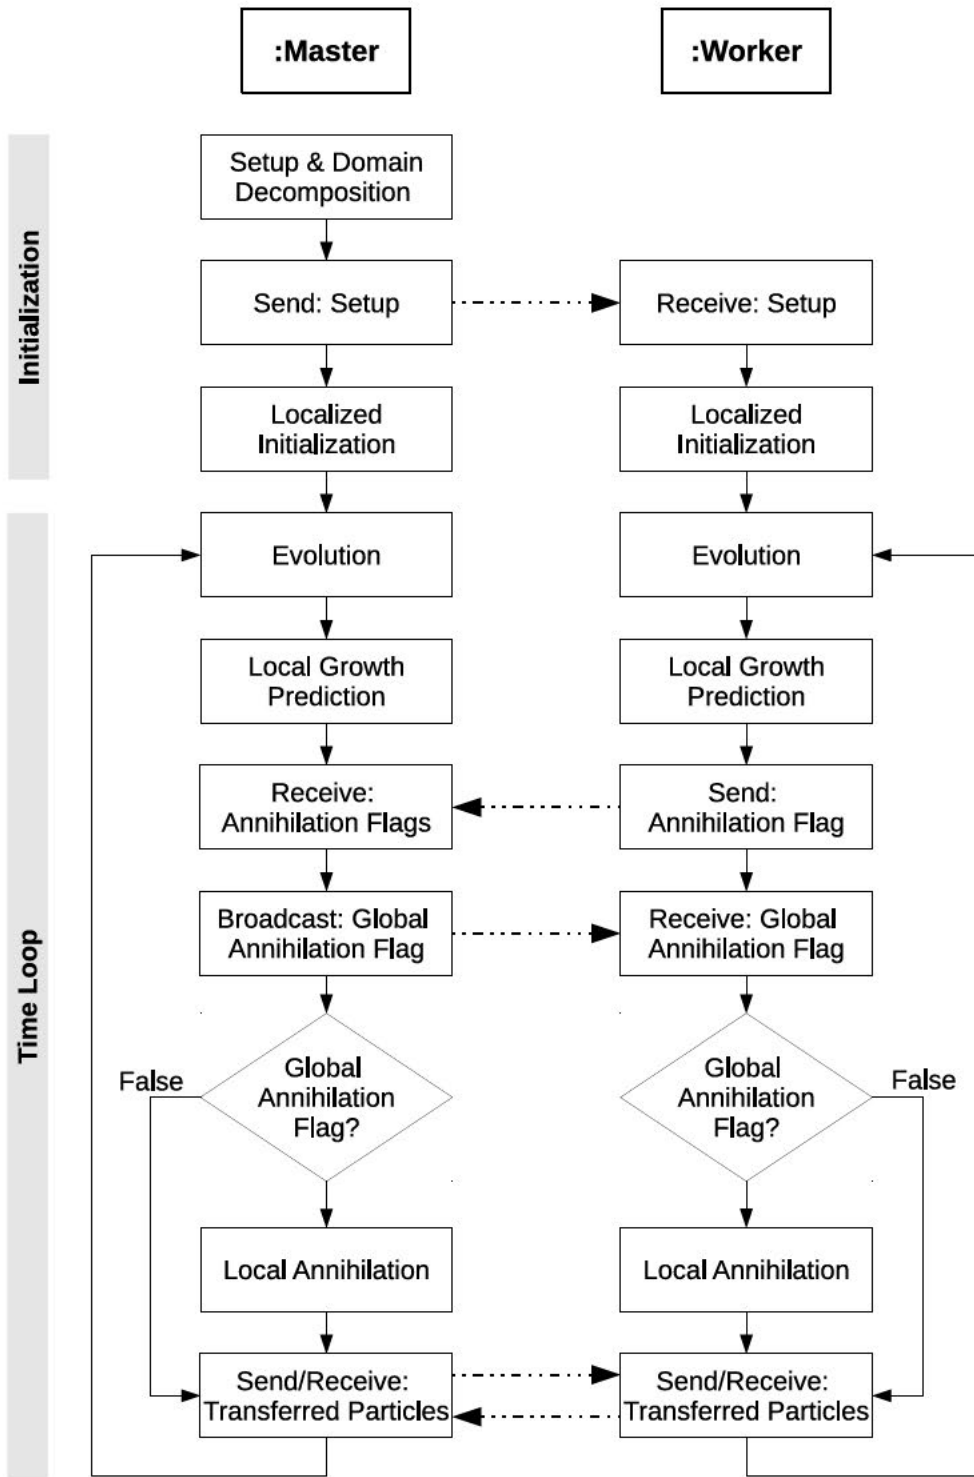 :Master
:Worker
Initialization
Setup & Domain
Decomposition
Send: Setup
Receive: Setup
Localized
Initialization
Localized
Initialization
Time Loop
Evolution
Evolution
Local Growth
Prediction
Local Growth
Prediction
Receive:
Annihilation Flags
Send:
Annihilation Flag
Broadcast: Global
Annihilation Flag
Receive: Global
Annihilation Flag
False
Global
Annihilation
Flag?
Global
Annihilation
Flag?
False
Local Annihilation
Local Annihilation
Send/Receive:
Transferred Particles
Send/Receive:
Transferred Particles